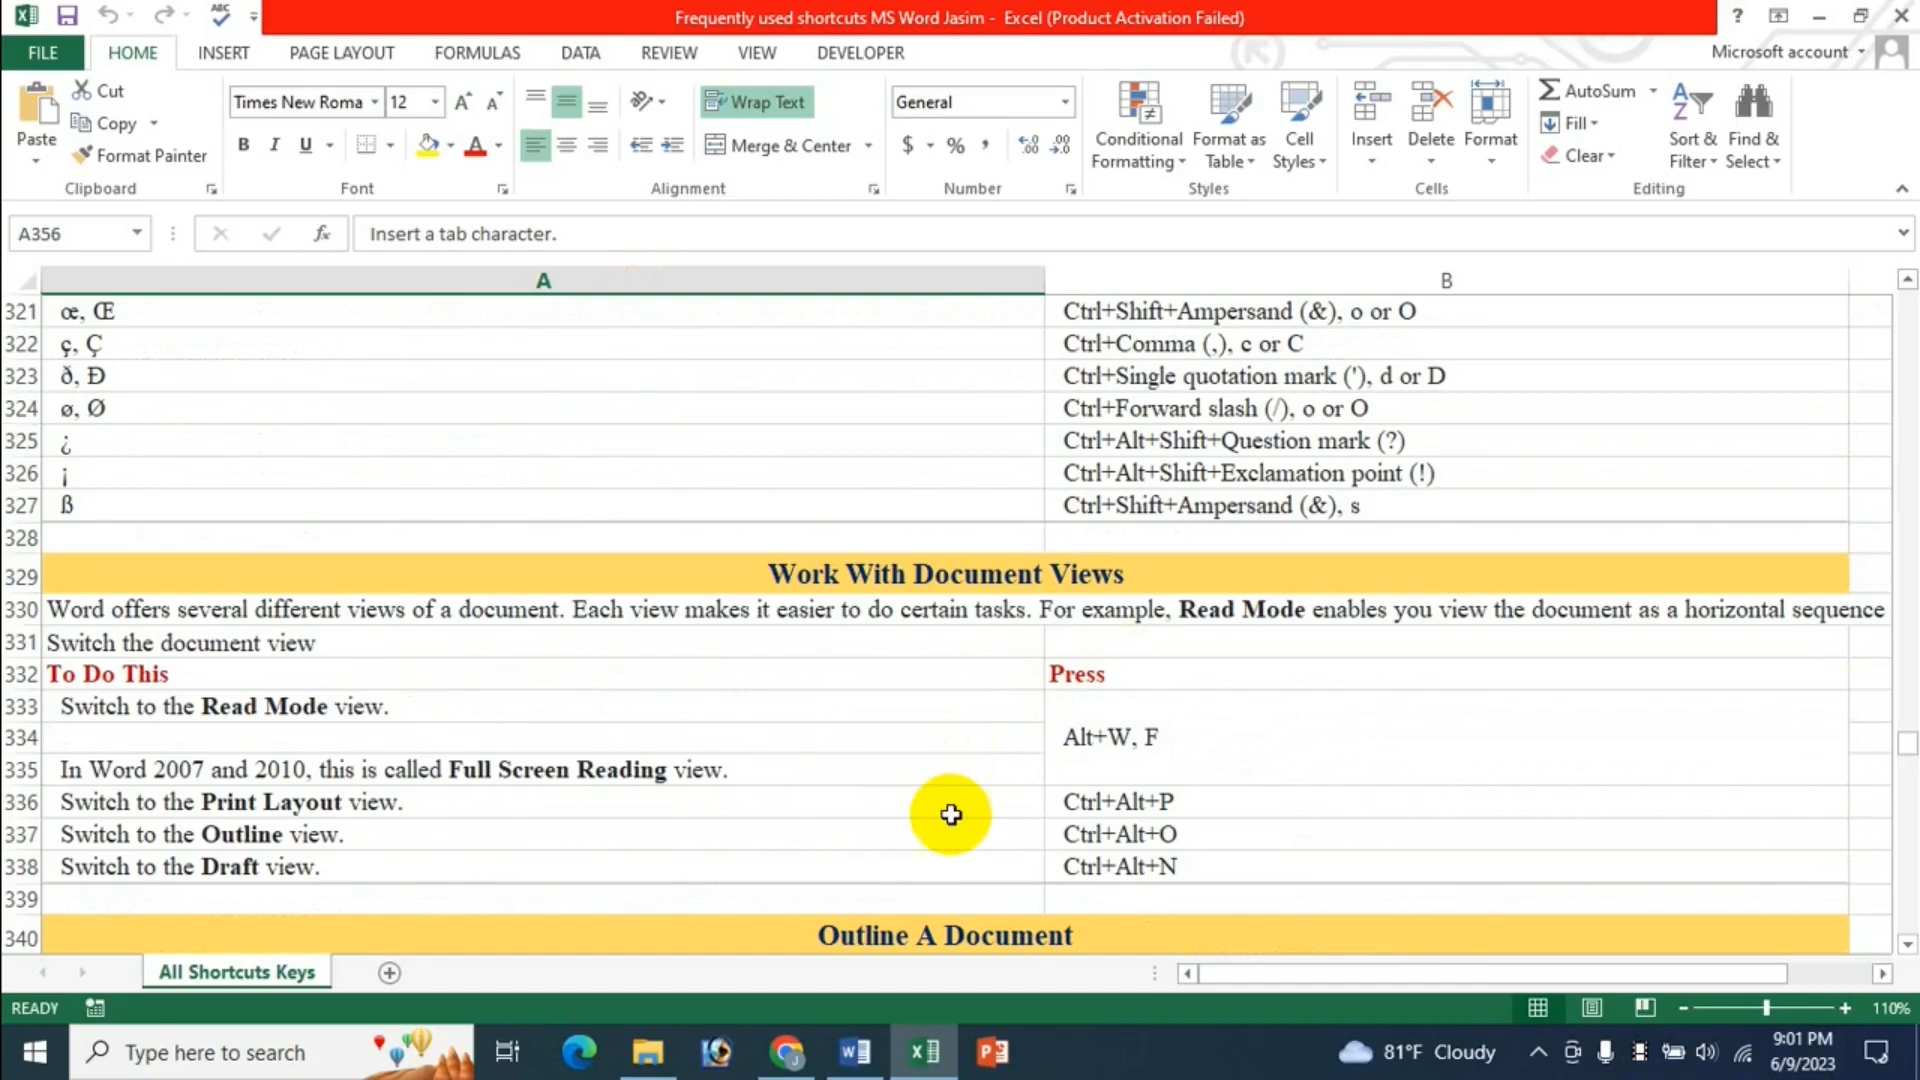 Frequently used shortcuts MS Word Jasim - Excel (Product Activation Failed)
FILE HOME INSERT PAGE LAYOUT FORMULAS DATA REVIEW VIEW DEVELOPER Microsoft account
Paste Cut Copy Format Painter
Clipboard
Times New Roma 12
B I U A
Font
Wrap Text
Merge & Center
Alignment
General
$ % ,
Number
Conditional Formatting Format as Table Cell Styles
Styles
Insert Delete Format
Cells
AutoSum Fill Clear Sort & Filter Find & Select
Editing
A356 fx Insert a tab character.
A B
321 œ, Œ Ctrl+Shift+Ampersand (&), o or O
322 ç, Ç Ctrl+Comma (,), c or C
323 ð, Ð Ctrl+Single quotation mark ('), d or D
324 ø, Ø Ctrl+Forward slash (/), o or O
325 ¿ Ctrl+Alt+Shift+Question mark (?)
326 ¡ Ctrl+Alt+Shift+Exclamation point (!)
327 ß Ctrl+Shift+Ampersand (&), s
328
329 Work With Document Views
330 Word offers several different views of a document. Each view makes it easier to do certain tasks. For example, Read Mode enables you view the document as a horizontal sequence
331 Switch the document view
332 To Do This Press
333 Switch to the Read Mode view.
334 Alt+W, F
335 In Word 2007 and 2010, this is called Full Screen Reading view.
336 Switch to the Print Layout view. Ctrl+Alt+P
337 Switch to the Outline view. Ctrl+Alt+O
338 Switch to the Draft view. Ctrl+Alt+N
339
340 Outline A Document
All Shortcuts Keys
READY 110%
Type here to search 81°F Cloudy 9:01 PM
6/9/2023